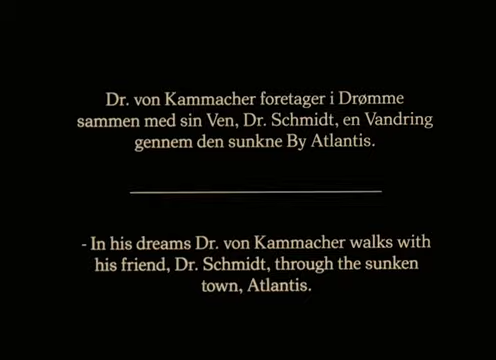 Dr. von Kammacher foretager i Drømme
sammen med sin Ven, Dr. Schmidt, en Vandring
gennem den sunkne By Atlantis.
- In his dreams Dr. von Kammacher walks with
his friend, Dr. Schmidt, through the sunken
town, Atlantis.